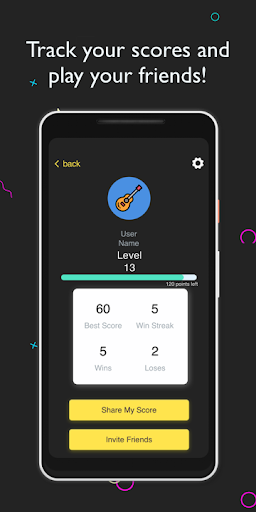 Track your scores and
play your friends!
back
User
Name
Level
13
120 points left
60 5
Best Score Win Streak
5 2
Wins Loses
Share My Score
Invite Friends